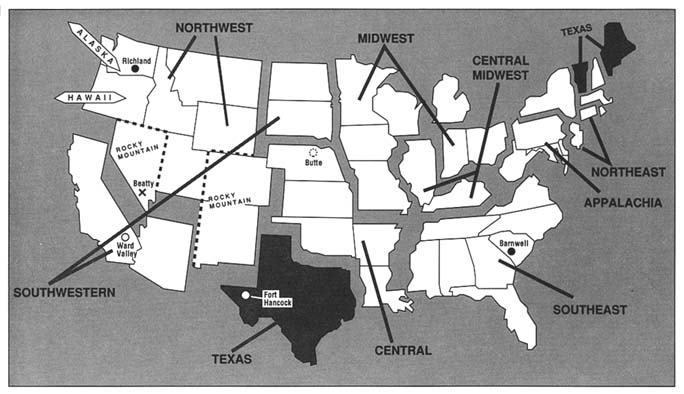 NORTHWEST
TEXAS
ALASKA
Richland
MIDWEST
CENTRAL
MIDWEST
HAWAII
ROCKY
MOUNTAIN
Butte
NORTHEAST
Beatty
ROCKY
MOUNTAIN
APPALACHIA
Ward
Valley
Barnwell
SOUTHWESTERN
Fort
Hancock
SOUTHEAST
TEXAS
CENTRAL